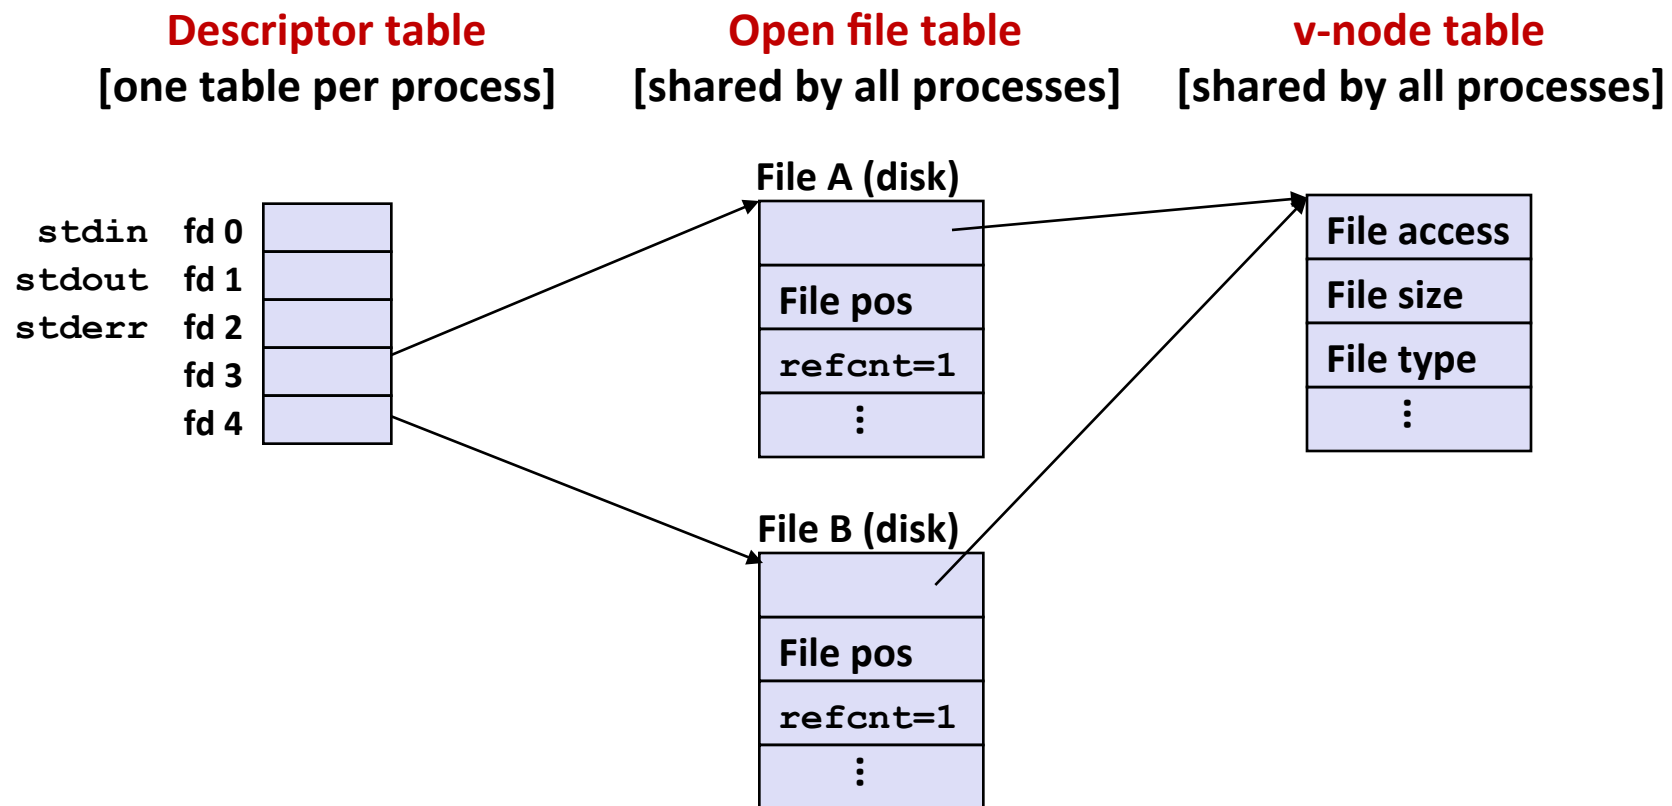 Descriptor table
[one table per process]
Open file table
[shared by all processes]
v-node table
[shared by all processes]
stdin fd 0
stdout fd 1
stderr fd 2
fd 3
fd 4
File A (disk)
File pos
refcnt=1
⋮
File B (disk)
File pos
refcnt=1
⋮
File access
File size
File type
⋮